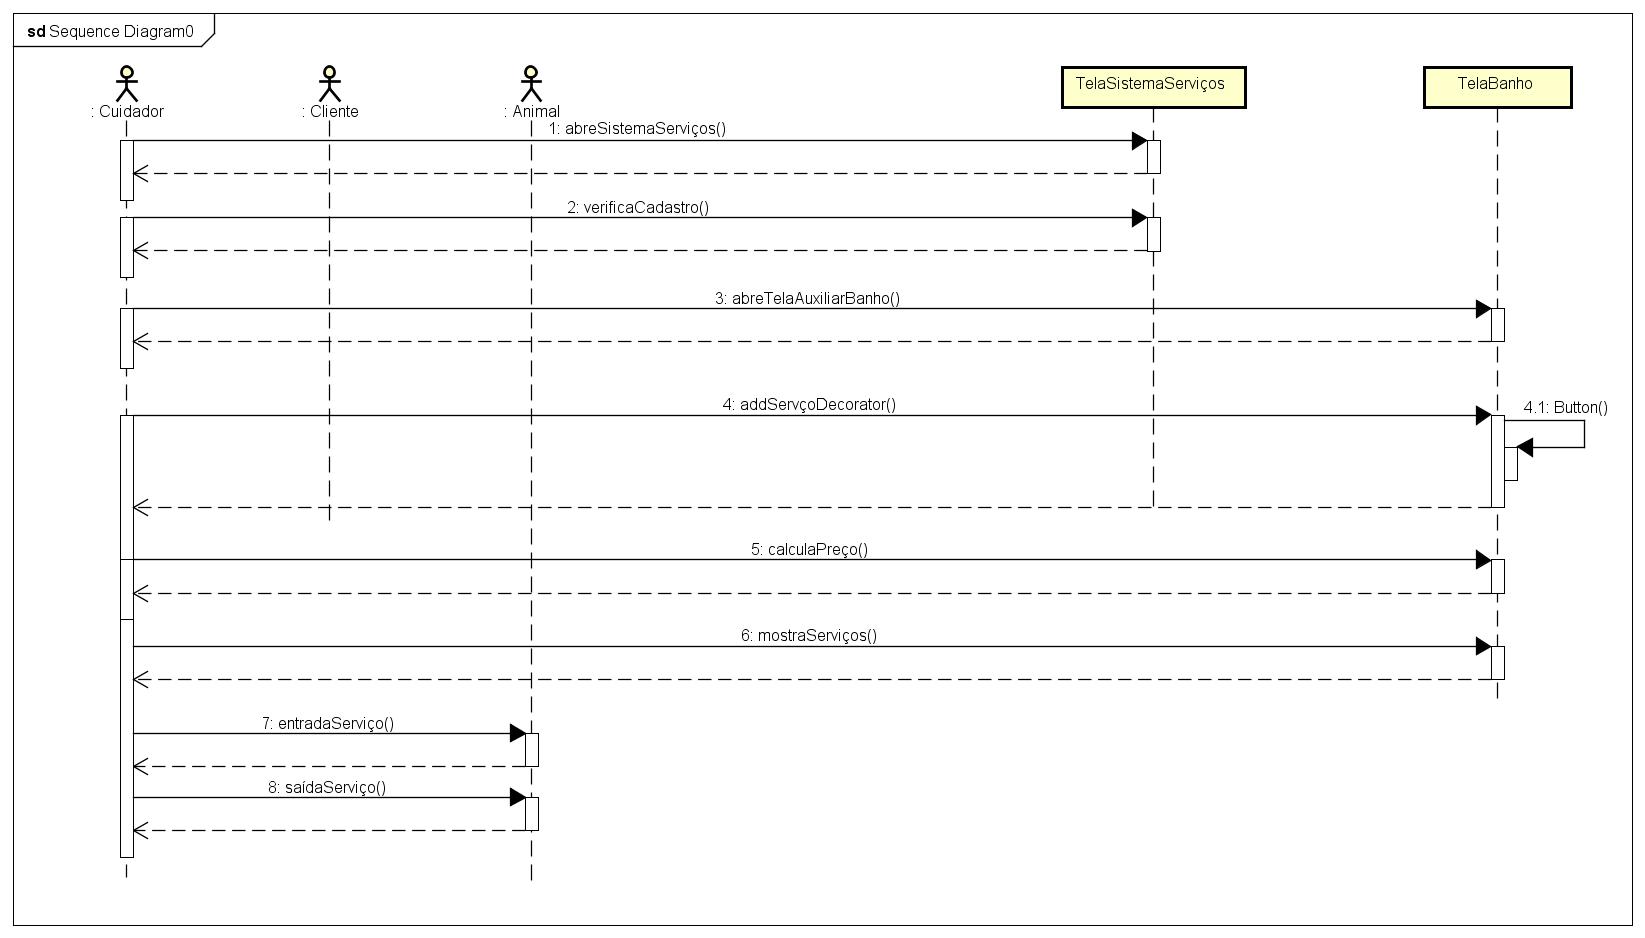 sd Sequence Diagram0
: Cuidador
: Cliente
: Animal
TelaSistemaServiços
TelaBanho
1: abreSistemaServiços()
2: verificaCadastro()
3: abreTelaAuxiliarBanho()
4: addServçoDecorator()
4.1: Button()
5: calculaPreço()
6: mostraServiços()
7: entradaServiço()
8: saídaServiço()